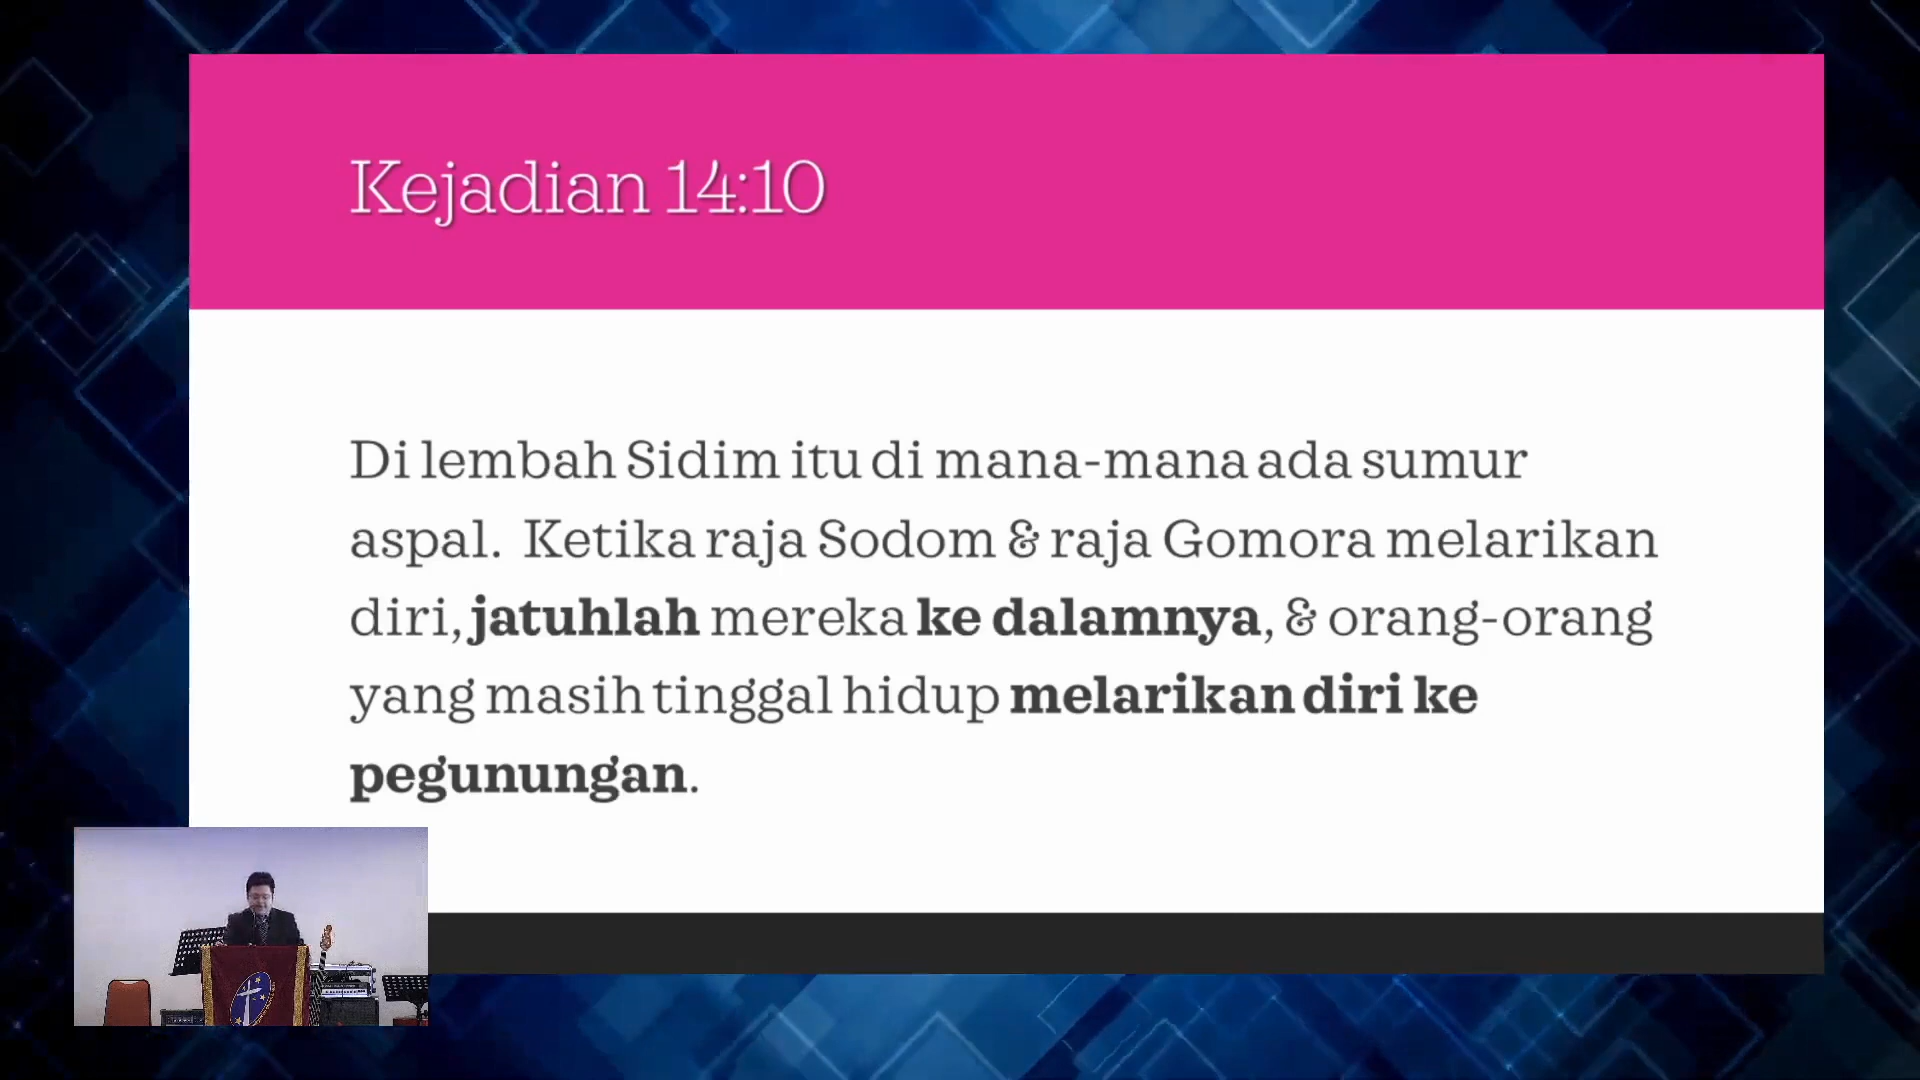 Kejadian 14:10
Di lembah Sidim itu di mana-mana ada sumur
aspal. Ketika raja Sodom & raja Gomora melarikan
diri, jatuhlah mereka ke dalamnya, & orang-orang
yang masih tinggal hidup melarikan diri ke
pegunungan.